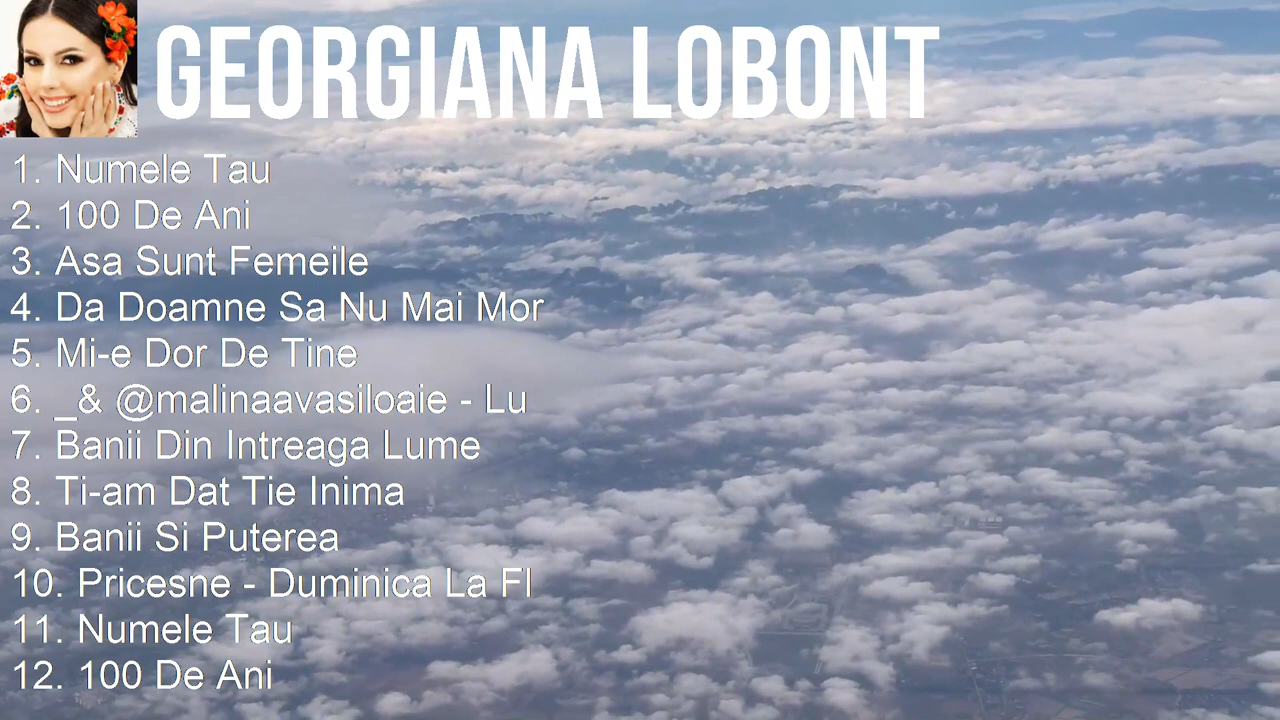 GEORGIANA LOBONT
1. Numele Tau
2. 100 De Ani
3. Asa Sunt Femeile
4. Da Doamne Sa Nu Mai Mor
5. Mi-e Dor De Tine
6. _& @malinaavasiloaie - Lu
7. Banii Din Intreaga Lume
8. Ti-am Dat Tie Inima
9. Banii Si Puterea
10. Pricesne - Duminica La Fl
11. Numele Tau
12. 100 De Ani